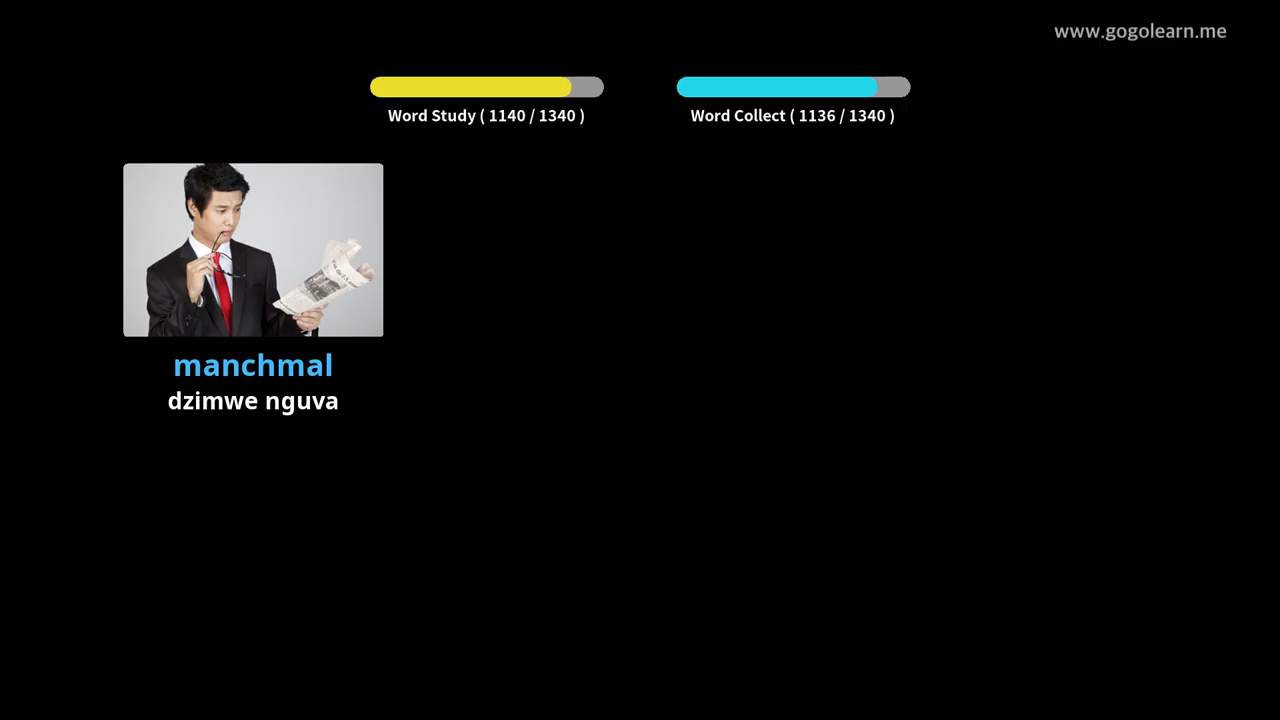 www.gogolearn.me
Word Study ( 1140 / 1340 )
Word Collect ( 1136 / 1340 )
manchmal
dzimwe nguva